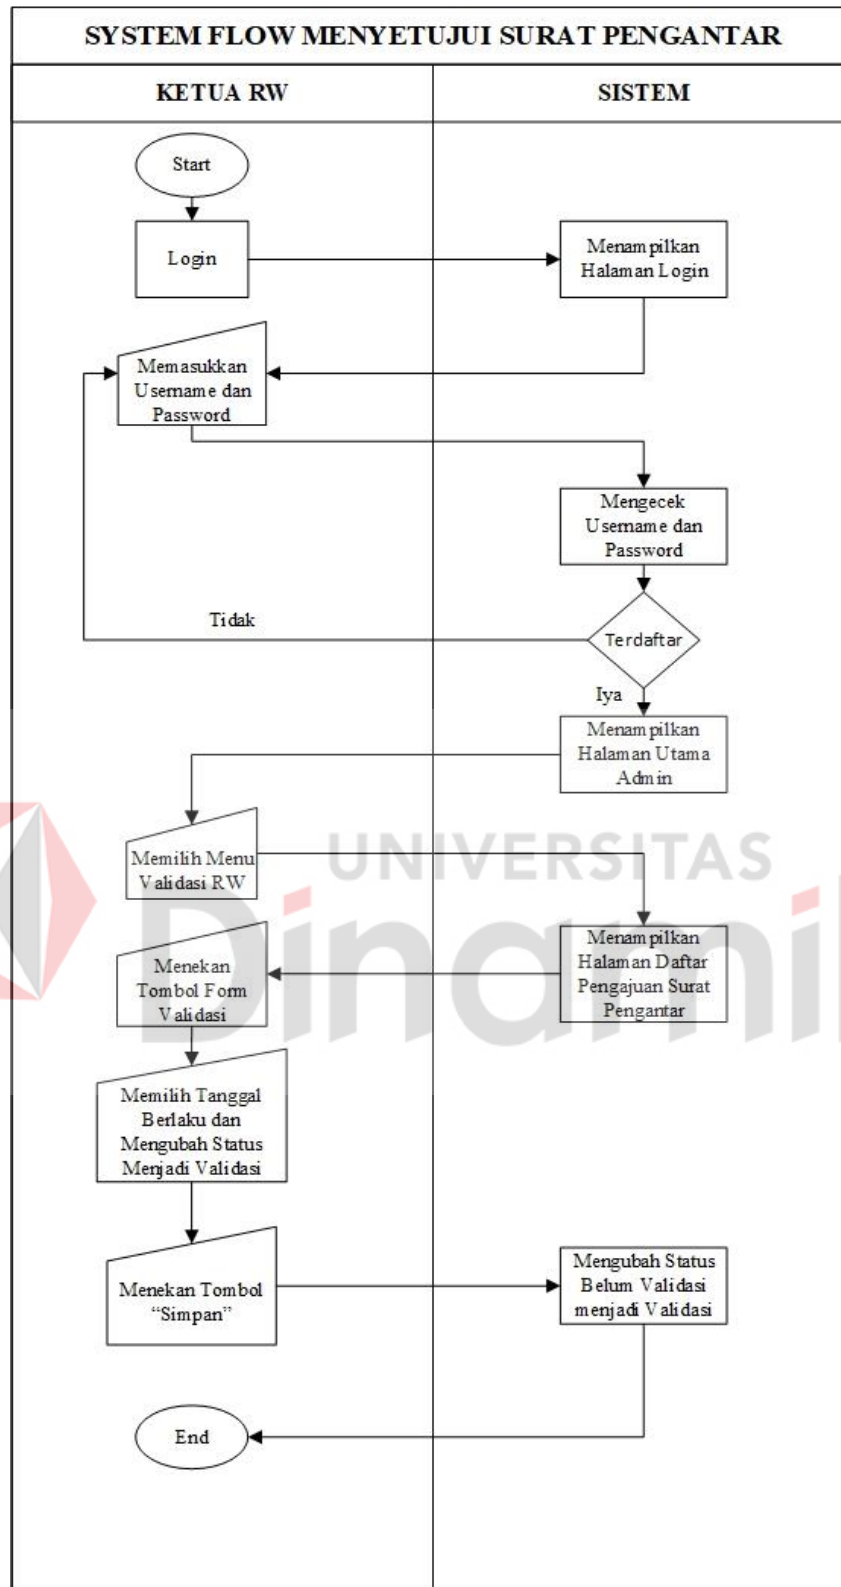 SYSTEM FLOW MENYETUJUI SURAT PENGANTAR
KETUA RW
SISTEM
Start
Login
Menampilkan
Halaman Login
Memasukkan
Username dan
Password
Mengecek
Username dan
Password
Tidak
Terdaftar
Iya
Menampilkan
Halaman Utama
Admin
Memilih Menu
Validasi RW
UNIVERSITAS
Dinami
Menampilkan
Halaman Daftar
Pengajuan Surat
Pengantar
Menekan
Tombol Form
Validasi
Memilih Tanggal
Berlaku dan
Mengubah Status
Menjadi Validasi
Menekan Tombol
“Simpan”
Mengubah Status
Belum Validasi
menjadi Validasi
End